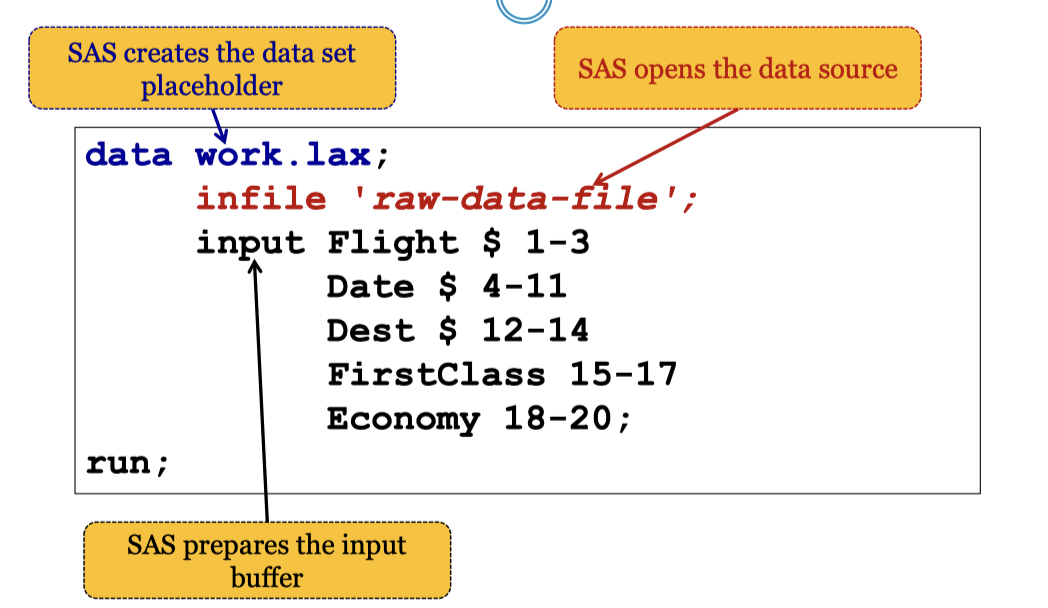 SAS creates the data set
placeholder
SAS opens the data source
data work.lax;
infile 'raw-data-file';
input Flight $ 1-3
Date $ 4-11
Dest $ 12-14
FirstClass 15-17
Economy 18-20;
run;
SAS prepares the input
buffer